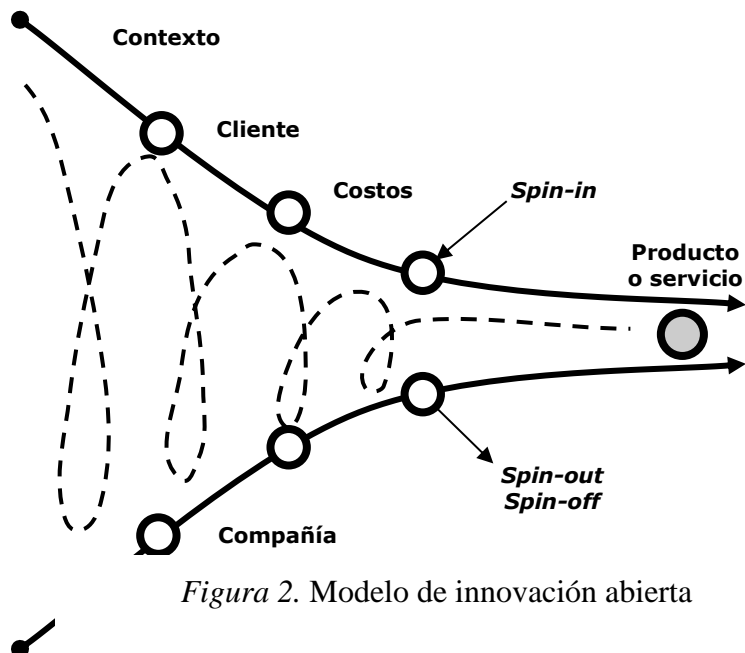 Contexto
Cliente
Costos
Spin-in
Producto
o servicio
Spin-out
Spin-off
Compañía
Figura 2. Modelo de innovación abierta